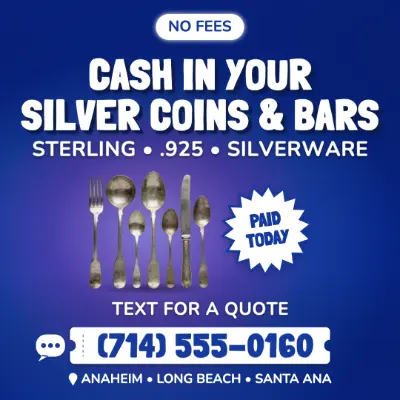 NO FEES
CASH IN YOUR
SILVER COINS & BARS
STERLING • .925 • SILVERWARE
PAID
TODAY
TEXT FOR A QUOTE
(714) 555-0160
ANAHEIM • LONG BEACH • SANTA ANA